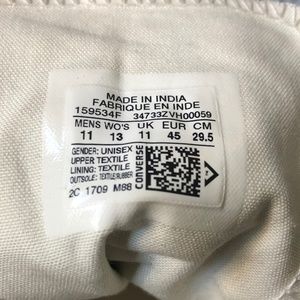 MADE IN INDIA
FABRIQUE EN INDE
159534F 34733ZVH00059
MENS WO'S UK EUR CM
11 13 11 45 29.5
GENDER: UNISEX
UPPER TEXTILE
LINING: TEXTILE
OUTSOLE: TEXTILE/RUBBER
2C 1709 M68
CONVERSE